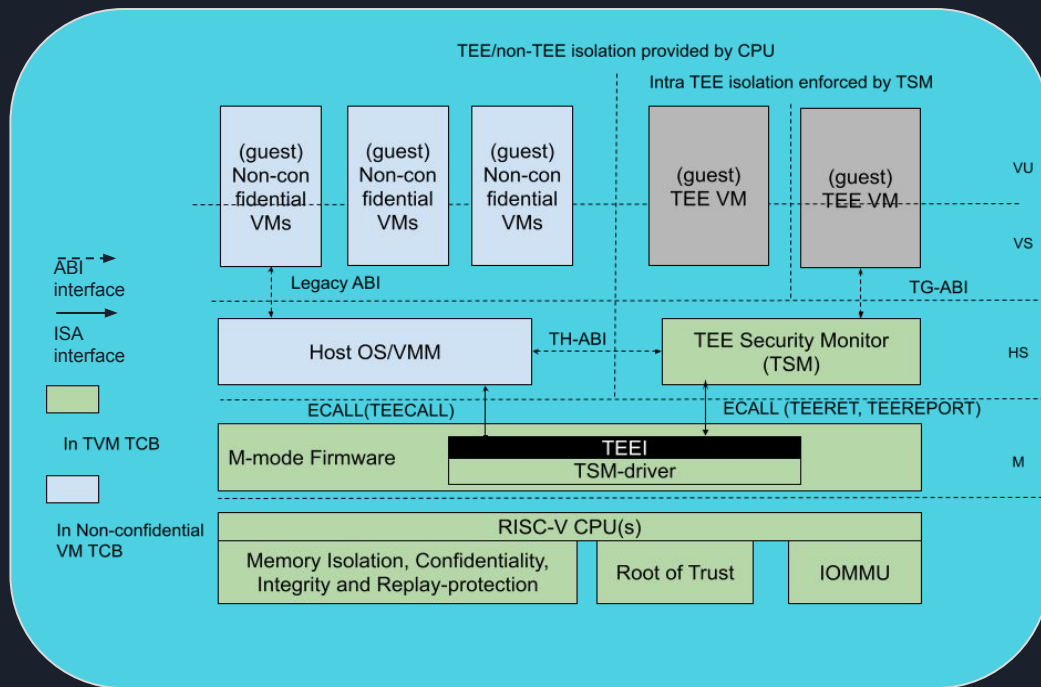 TEE/non-TEE isolation provided by CPU
Intra TEE isolation enforced by TSM
(guest)
Non-con
fidential
VMs
(guest)
Non-con
fidential
VMs
(guest)
Non-con
fidential
VMs
(guest)
TEE VM
(guest)
TEE VM
VU
VS
ABI
interface
ISA
interface
Legacy ABI
TG-ABI
Host OS/VMM
TH-ABI
TEE Security Monitor
(TSM)
HS
ECALL(TEECALL)
ECALL (TEERET, TEEREPORT)
In TVM TCB
M-mode Firmware
TEEI
TSM-driver
M
In Non-confidential
VM TCB
RISC-V CPU(s)
Memory Isolation, Confidentiality,
Integrity and Replay-protection
Root of Trust
IOMMU